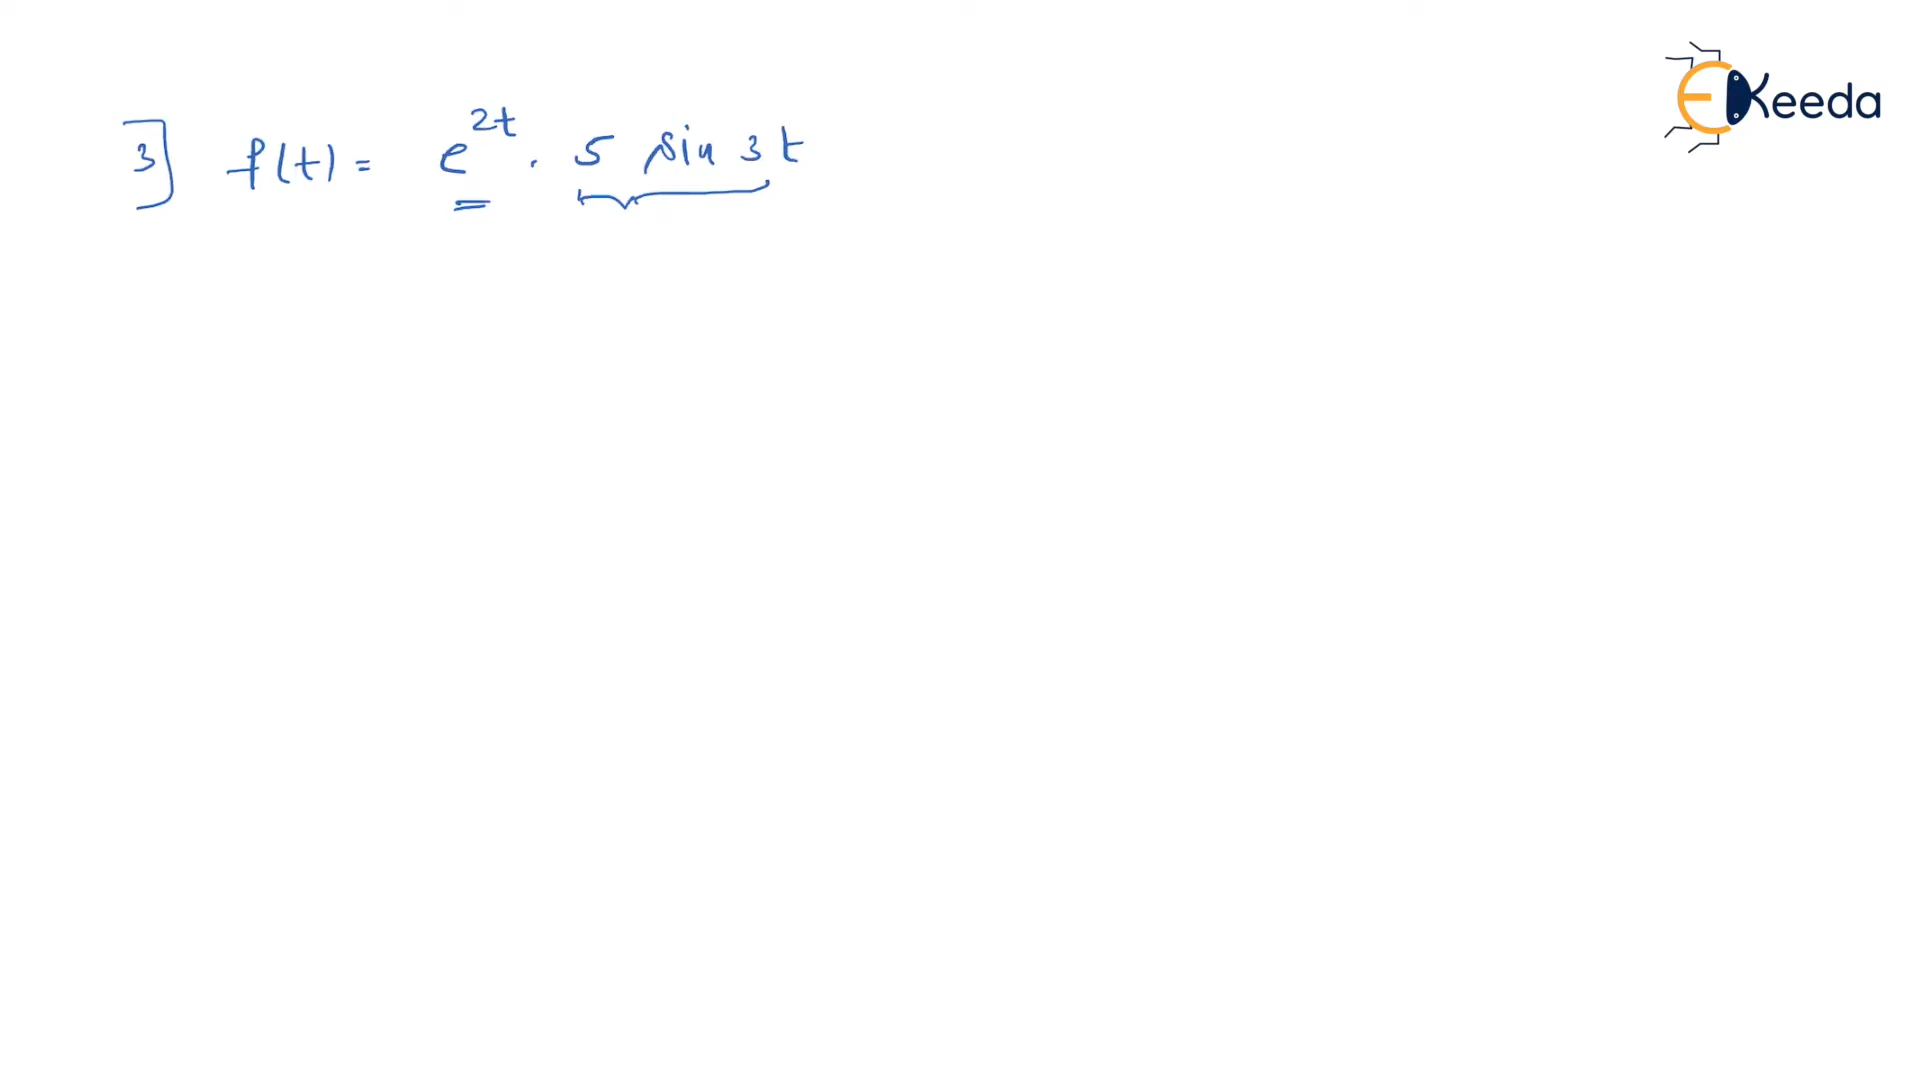 3] f(t) = e^{2t} . 5 sin 3t
EKeeda